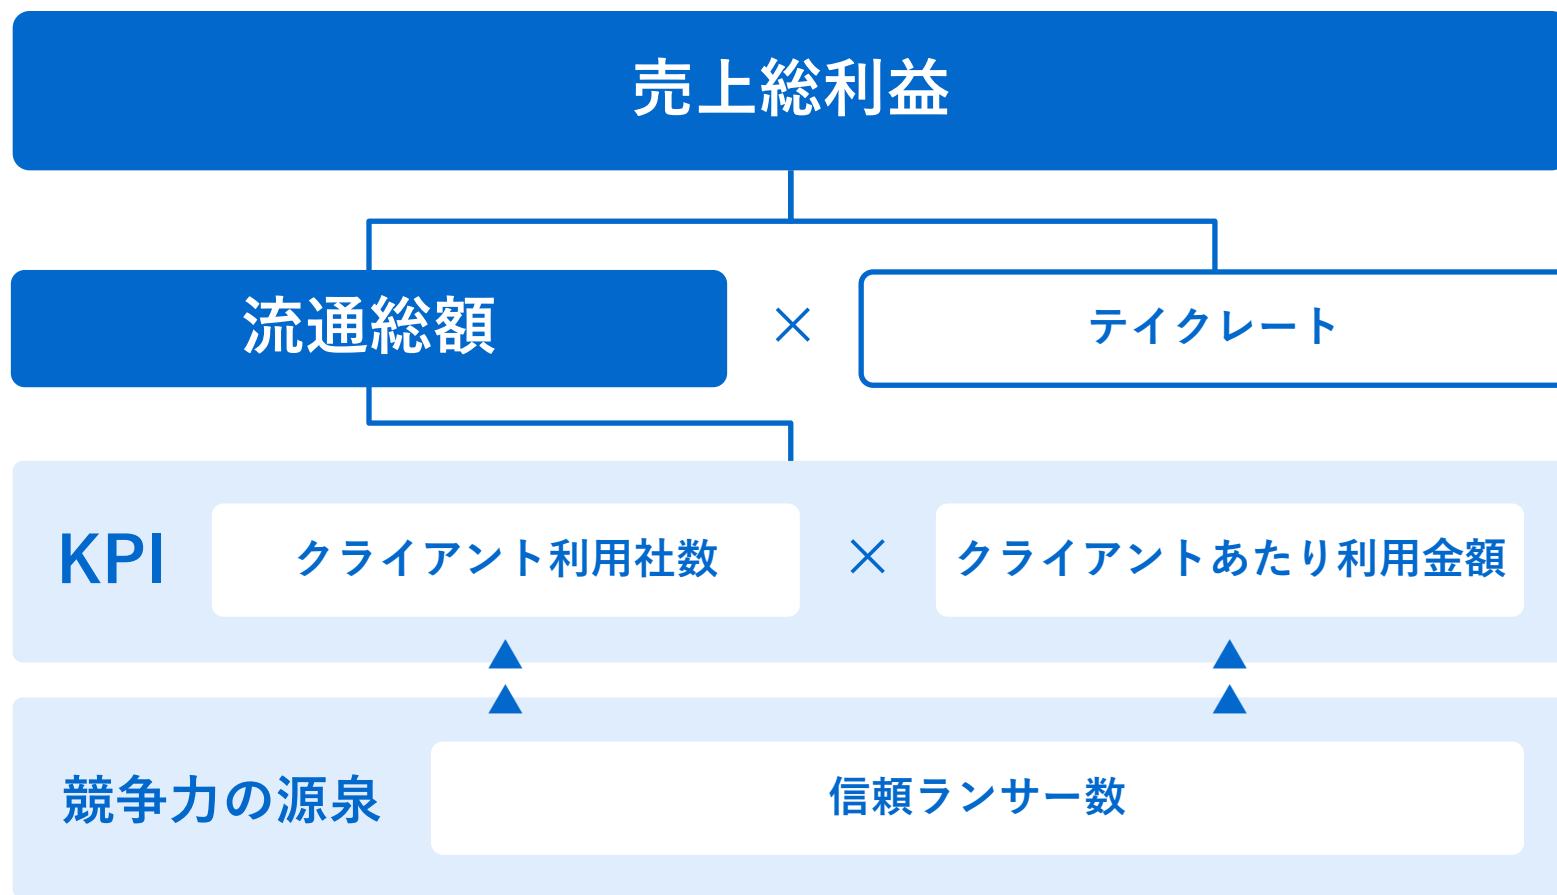 売上総利益
流通総額 × テイクレート
KPI クライアント利用社数 × クライアントあたり利用金額
競争力の源泉 信頼ランサー数